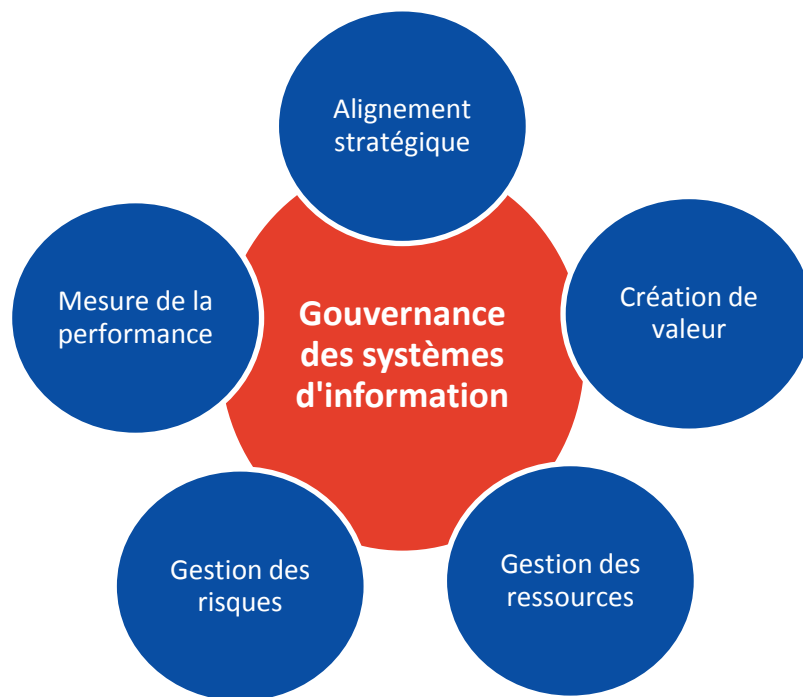 Alignement
stratégique
Mesure de la
performance
Gouvernance
des systèmes
d'information
Création de
valeur
Gestion des
risques
Gestion des
ressources